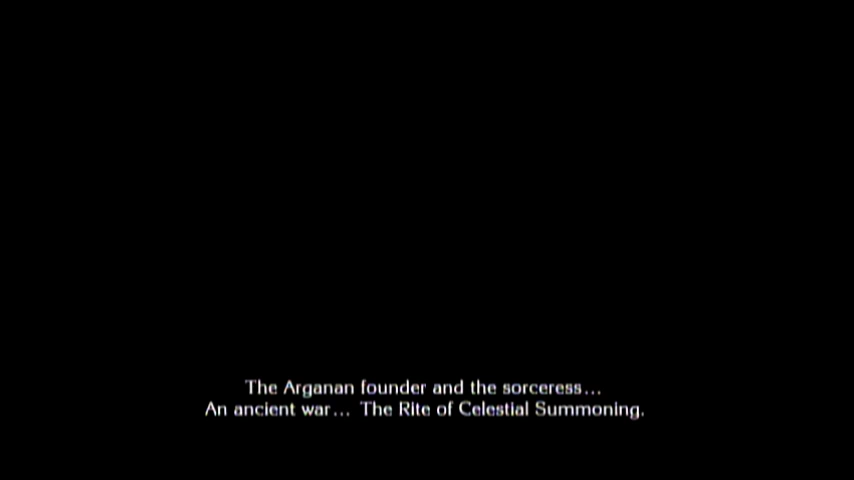 The Arganan founder and the sorceress...
An ancient war... The Rite of Celestial Summoning.